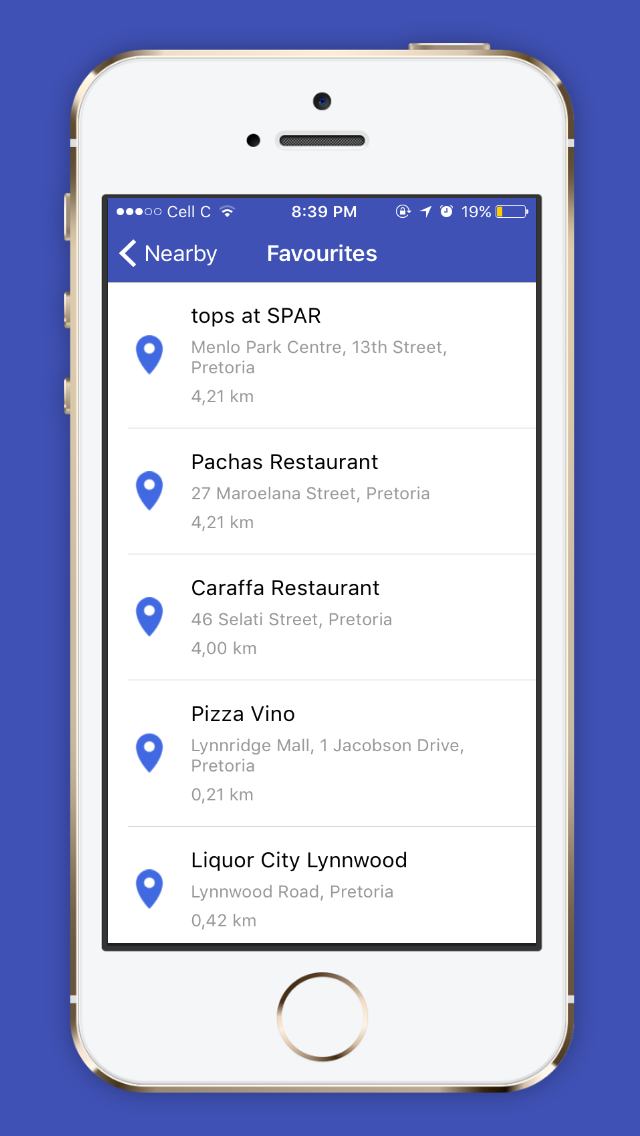 Cell C 8:39 PM 19%
Nearby Favourites
tops at SPAR
Menlo Park Centre, 13th Street,
Pretoria
4,21 km
Pachas Restaurant
27 Maroelana Street, Pretoria
4,21 km
Caraffa Restaurant
46 Selati Street, Pretoria
4,00 km
Pizza Vino
Lynnridge Mall, 1 Jacobson Drive,
Pretoria
0,21 km
Liquor City Lynnwood
Lynnwood Road, Pretoria
0,42 km